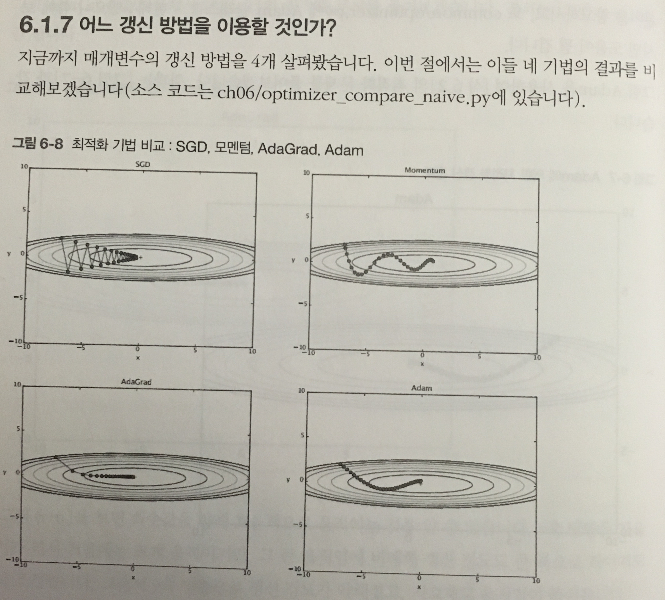 6.1.7 어느 갱신 방법을 이용할 것인가?
지금까지 매개변수의 갱신 방법을 4개 살펴봤습니다. 이번 절에서는 이들 네 기법의 결과를 비
교해보겠습니다(소스 코드는 ch06/optimizer_compare_naive.py에 있습니다).
그림 6-8 최적화 기법 비교 : SGD, 모멘텀, AdaGrad, Adam
SGD
10
5
y 0
−5
−10
−10 −5 0 5 10
x
Momentum
10
5
y 0
−5
−10
−10 −5 0 5 10
x
AdaGrad
10
5
y 0
−5
−10
−10 −5 0 5 10
x
Adam
10
5
y 0
−5
−10
−10 −5 0 5 10
x